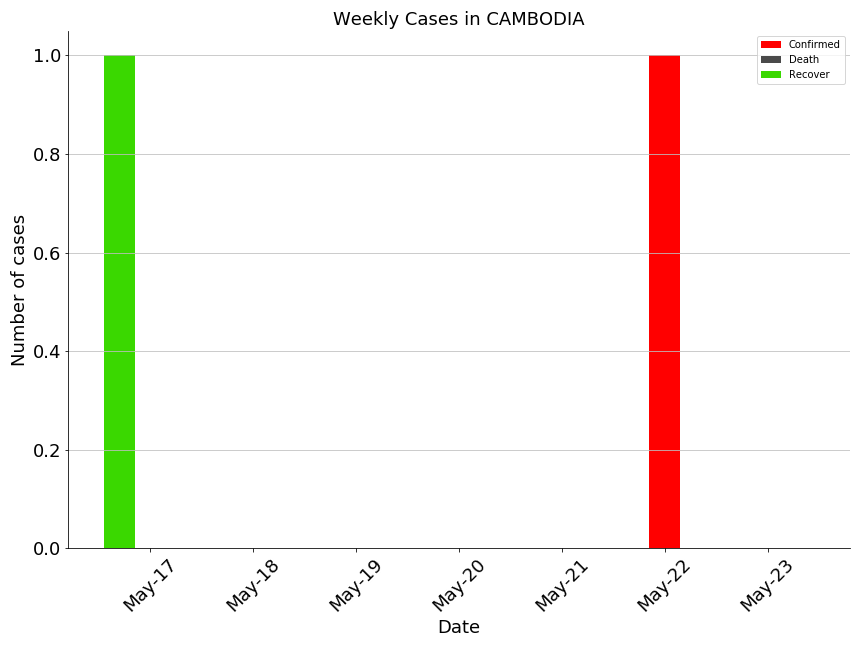 Weekly Cases in CAMBODIA
Confirmed
Death
Recover
Number of cases
1.0
0.8
0.6
0.4
0.2
0.0
May-17
May-18
May-19
May-20
May-21
May-22
May-23
Date